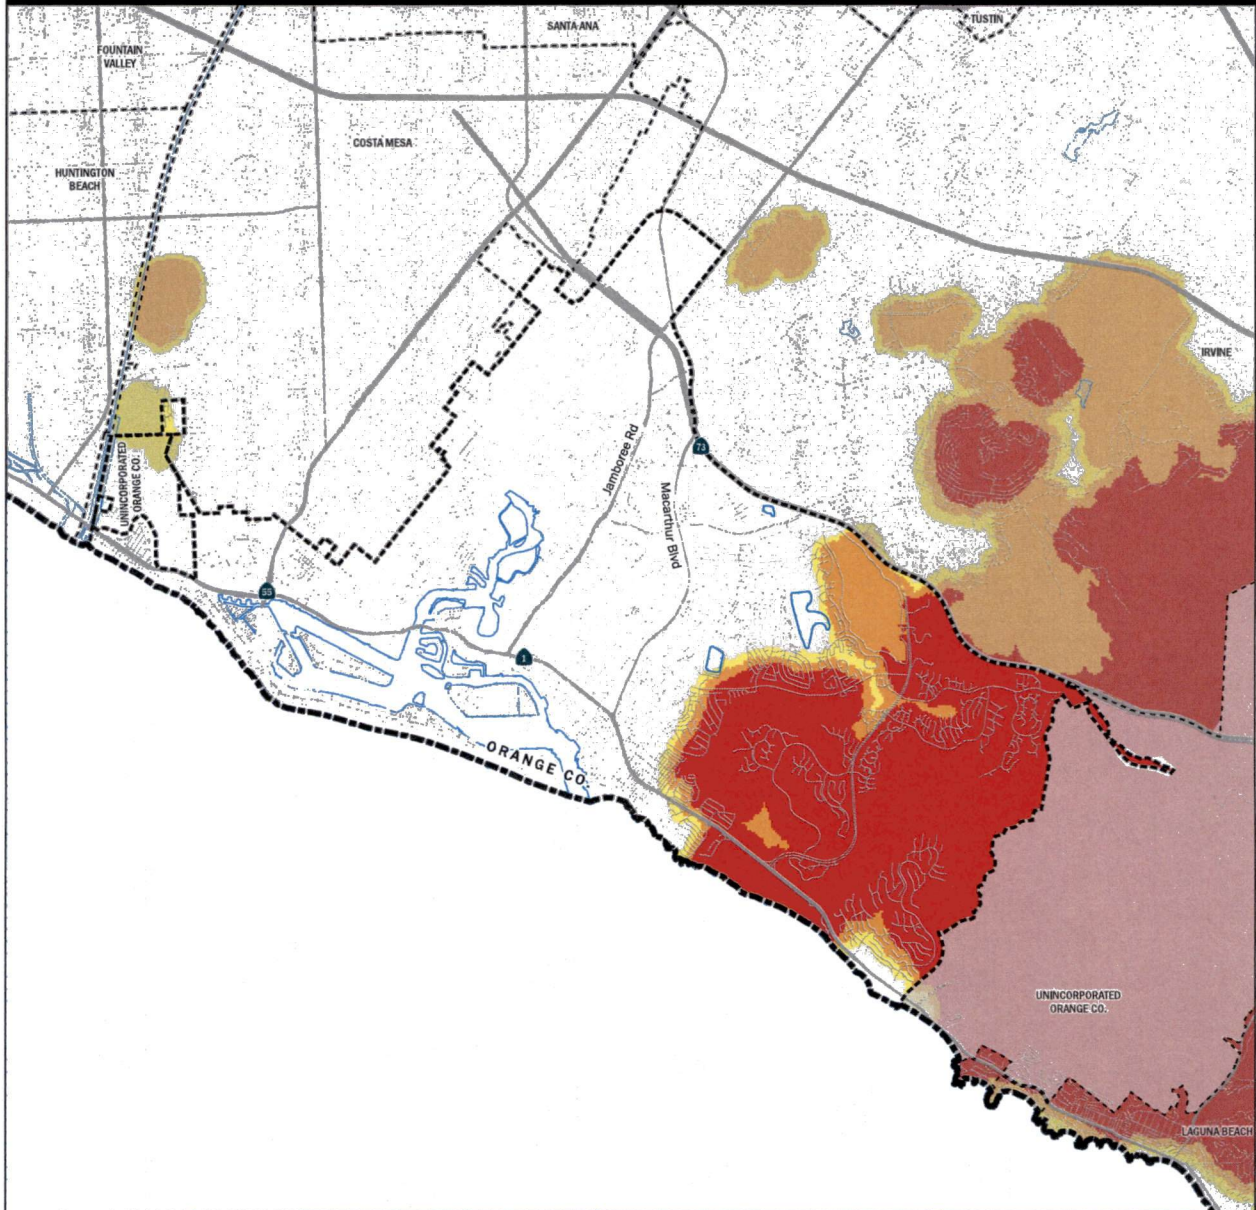 SANTA ANA
TUSTIN
FOUNTAIN
VALLEY
COSTA MESA
HUNTINGTON
BEACH
IRVINE
Jamboree Rd
73
UNINCORPORATED
ORANGE CO.
Macarthur Blvd
55
1
ORANGE CO.
UNINCORPORATED
ORANGE CO.
LAGUNA BEACH